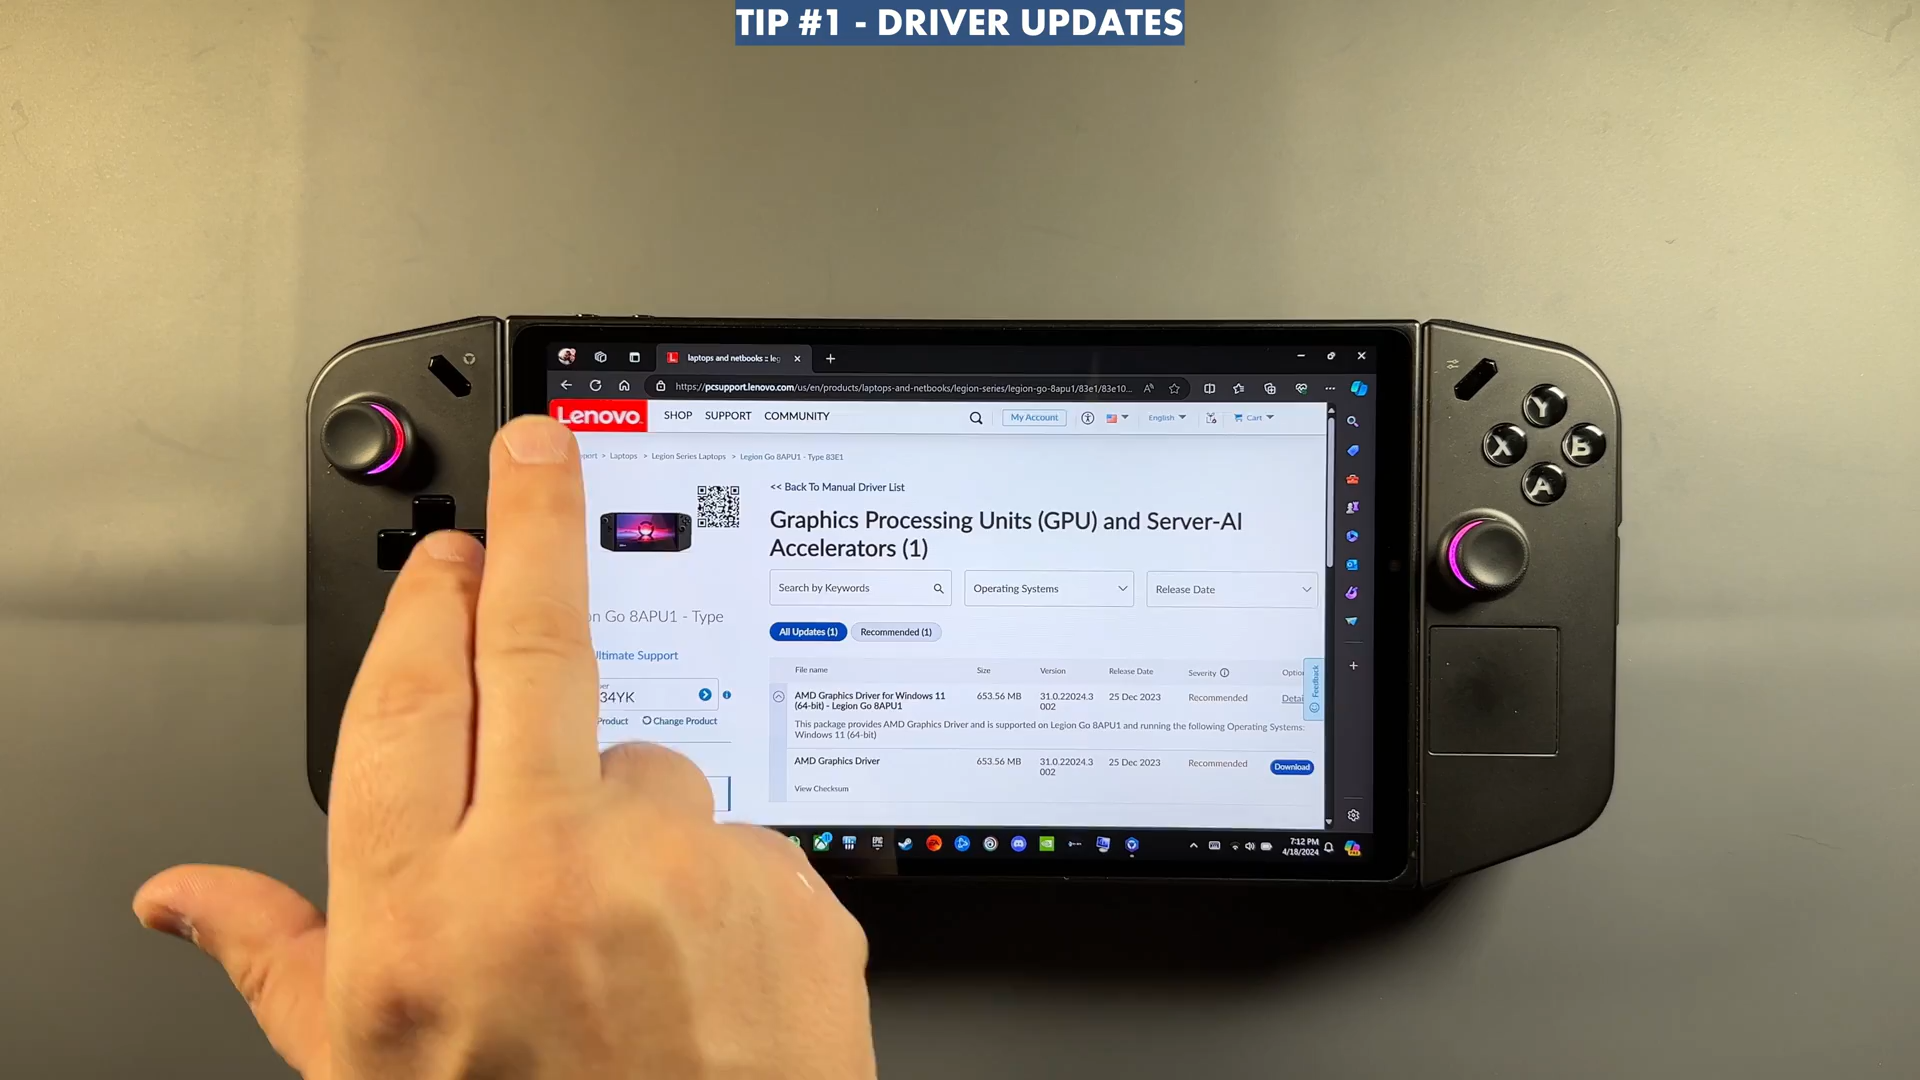 TIP #1 - DRIVER UPDATES
laptops and netbooks :: leg
https://pcsupport.lenovo.com/us/en/products/laptops-and-netbooks/legion-series/legion-go-8apu1/83e1/83e10...
Lenovo
SHOP SUPPORT COMMUNITY
My Account
English
Cart
port > Laptops > Legion Series Laptops > Legion Go 8APU1 - Type 83E1
<< Back To Manual Driver List
Graphics Processing Units (GPU) and Server-AI
Accelerators (1)
Search by Keywords
Operating Systems
Release Date
on Go 8APU1 - Type
Ultimate Support
34YK
Product
Change Product
All Updates (1)
Recommended (1)
File name Size Version Release Date Severity Optio
AMD Graphics Driver for Windows 11
(64-bit) - Legion Go 8APU1
653.56 MB
31.0.22024.3
002
25 Dec 2023
Recommended
Detai
This package provides AMD Graphics Driver and is supported on Legion Go 8APU1 and running the following Operating Systems:
Windows 11 (64-bit)
AMD Graphics Driver
653.56 MB
31.0.22024.3
002
25 Dec 2023
Recommended
Download
View Checksum
Feedback
7:12 PM
4/18/2024
Y
X
B
A